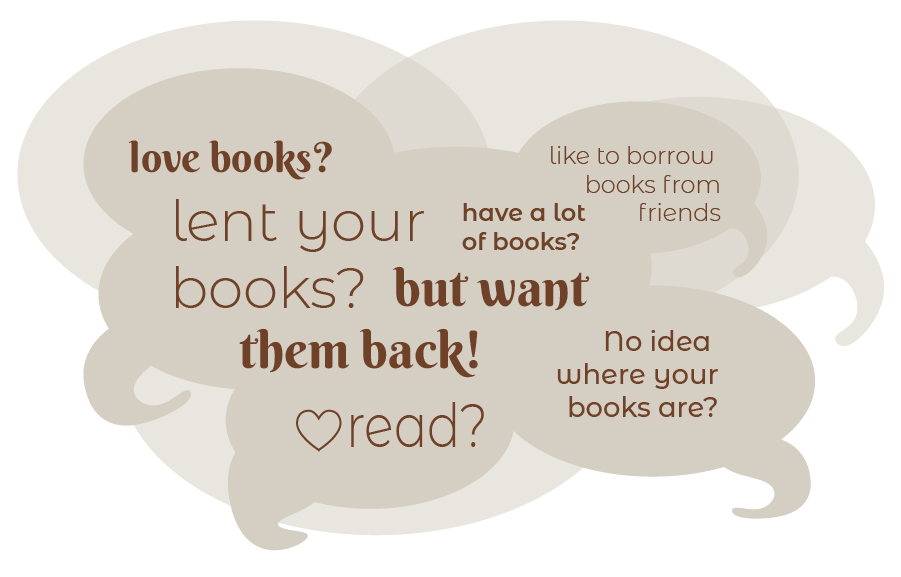 love books?
like to borrow
books from
friends
lent your
books?
have a lot
of books?
but want
them back!
No idea
where your
books are?
♡read?